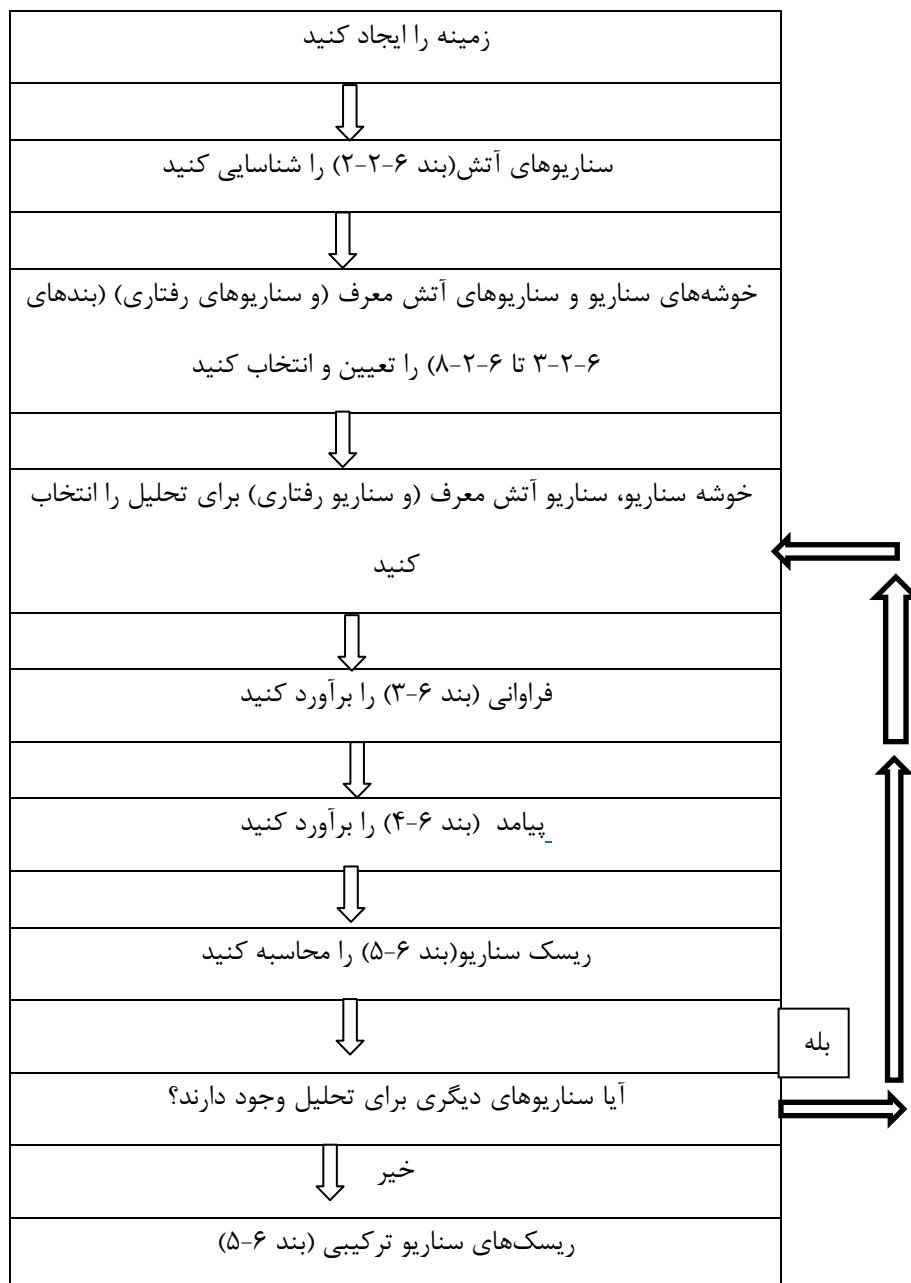 زمینه را ایجاد کنید
سناریوهای آتش(بند ۶-۲-۲) را شناسایی کنید
خوشه‌های سناریو و سناریوهای آتش معرف (و سناریوهای رفتاری) (بندهای
۶-۲-۳ تا ۶-۲-۸) را تعیین و انتخاب کنید
خوشه سناریو، سناریو آتش معرف (و سناریو رفتاری) برای تحلیل را انتخاب
کنید
فراوانی (بند ۶-۳) را برآورد کنید
پیامد (بند ۶-۴) را برآورد کنید
ریسک سناریو(بند ۶-۵) را محاسبه کنید
بله
آیا سناریوهای دیگری برای تحلیل وجود دارند؟
خیر
ریسک‌های سناریو ترکیبی (بند ۶-۵)